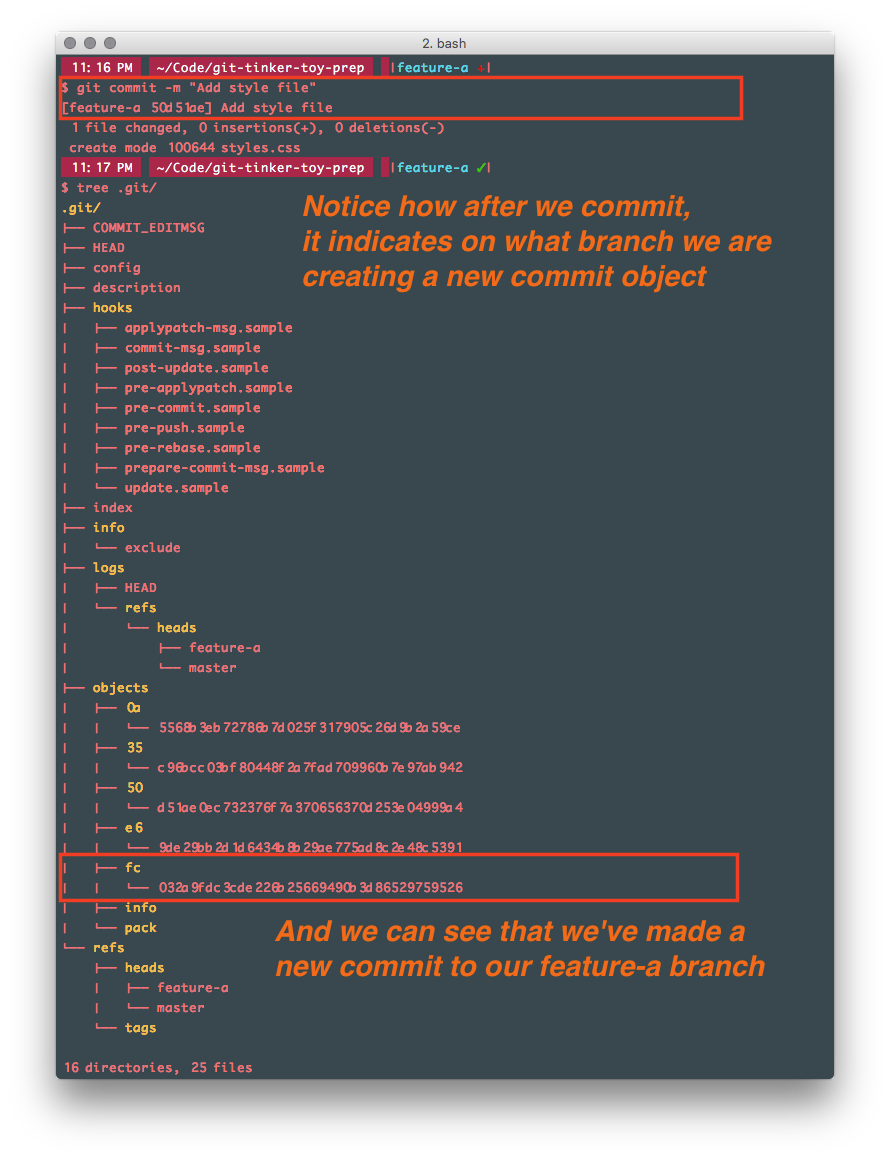 2. bash
11:16 PM ~/Code/git-tinker-toy-prep |feature-a +|
$ git commit -m "Add style file"
[feature-a 50d51ae] Add style file
1 file changed, 0 insertions(+), 0 deletions(-)
create mode 100644 styles.css
11:17 PM ~/Code/git-tinker-toy-prep |feature-a ✓|
$ tree .git/
.git/
Notice how after we commit,
it indicates on what branch we are
creating a new commit object
├── COMMIT_EDITMSG
├── HEAD
├── config
├── description
├── hooks
│   ├── applypatch-msg.sample
│   ├── commit-msg.sample
│   ├── post-update.sample
│   ├── pre-applypatch.sample
│   ├── pre-commit.sample
│   ├── pre-push.sample
│   ├── pre-rebase.sample
│   ├── prepare-commit-msg.sample
│   └── update.sample
├── index
├── info
│   └── exclude
├── logs
│   ├── HEAD
│   └── refs
│       └── heads
│           ├── feature-a
│           └── master
├── objects
│   ├── 0a
│   │   └── 5568b3eb72786b7d025f317905c26d9b2a59ce
│   ├── 35
│   │   └── c96bcc03bf80448f2a7fad709960b7e97ab942
│   ├── 50
│   │   └── d51ae0ec732376f7a370656370d253e04999a4
│   ├── e6
│   │   └── 9de29bb2d1d6434b8b29ae775ad8c2e48c5391
│   ├── fc
│   │   └── 032a9fdc3cde226b25669490b3d86529759526
│   ├── info
│   └── pack
└── refs
    ├── heads
    │   ├── feature-a
    │   └── master
    └── tags
And we can see that we've made a
new commit to our feature-a branch
16 directories, 25 files